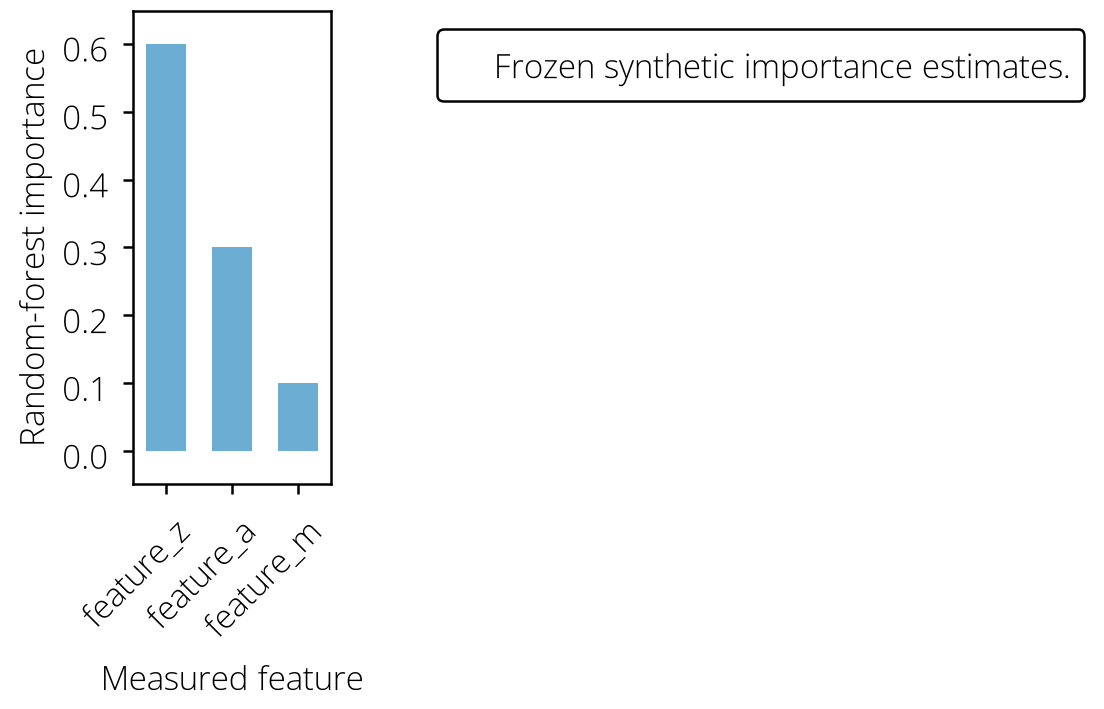 Random-forest importance
0.6
0.5
0.4
0.3
0.2
0.1
0.0
feature_z
feature_a
feature_m
Measured feature
Frozen synthetic importance estimates.